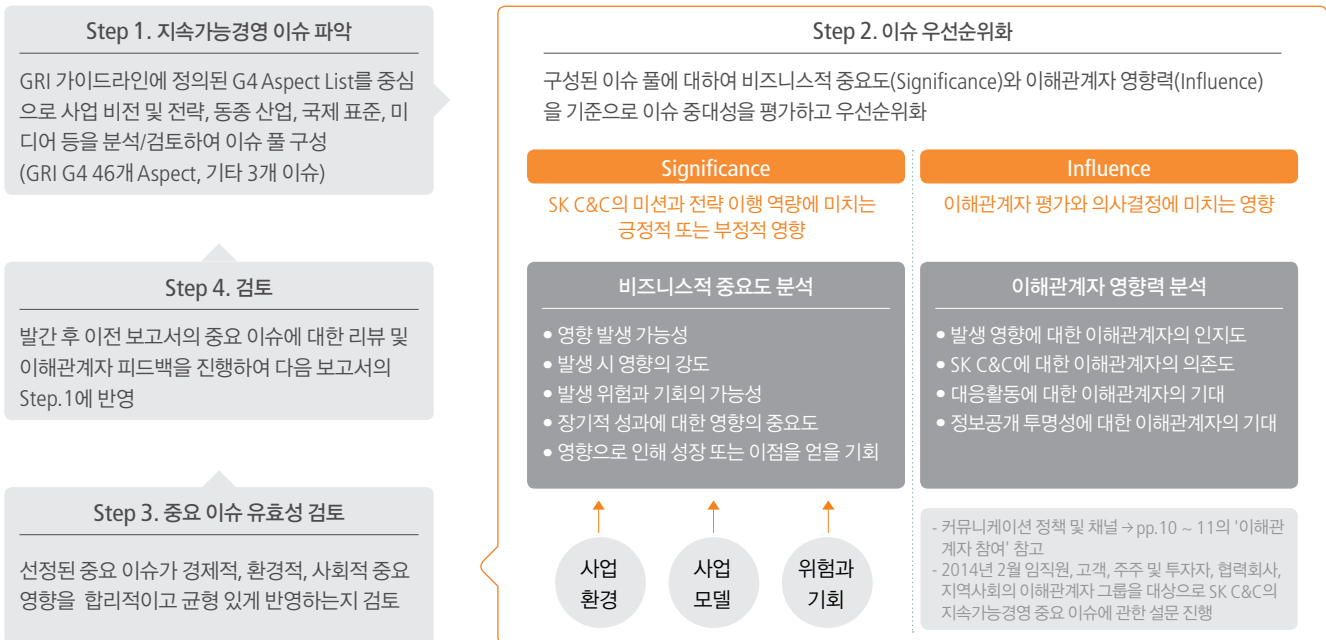 Step 1. 지속가능경영 이슈 파악
GRI 가이드라인에 정의된 G4 Aspect List를 중심
으로 사업 비전 및 전략, 동종 산업, 국제 표준, 미
디어 등을 분석/검토하여 이슈 풀 구성
(GRI G4 46개 Aspect, 기타 3개 이슈)
Step 2. 이슈 우선순위화
구성된 이슈 풀에 대하여 비즈니스적 중요도(Significance)와 이해관계자 영향력(Influence)
을 기준으로 이슈 중대성을 평가하고 우선순위화
Significance
SK C&C의 미션과 전략 이행 역량에 미치는
긍정적 또는 부정적 영향
비즈니스적 중요도 분석
• 영향 발생 가능성
• 발생 시 영향의 강도
• 발생 위험과 기회의 가능성
• 장기적 성과에 대한 영향의 중요도
• 영향으로 인해 성장 또는 이점을 얻을 기회
사업
환경
사업
모델
위험과
기회
Influence
이해관계자 평가와 의사결정에 미치는 영향
이해관계자 영향력 분석
• 발생 영향에 대한 이해관계자의 인지도
• SK C&C에 대한 이해관계자의 의존도
• 대응활동에 대한 이해관계자의 기대
• 정보공개 투명성에 대한 이해관계자의 기대
- 커뮤니케이션 정책 및 채널 → pp.10 ~ 11의 '이해관
계자 참여' 참고
- 2014년 2월 임직원, 고객, 주주 및 투자자, 협력회사,
지역사회의 이해관계자 그룹을 대상으로 SK C&C의
지속가능경영 중요 이슈에 관한 설문 진행
Step 3. 중요 이슈 유효성 검토
선정된 중요 이슈가 경제적, 환경적, 사회적 중요
영향을 합리적이고 균형 있게 반영하는지 검토
Step 4. 검토
발간 후 이전 보고서의 중요 이슈에 대한 리뷰 및
이해관계자 피드백을 진행하여 다음 보고서의
Step.1에 반영